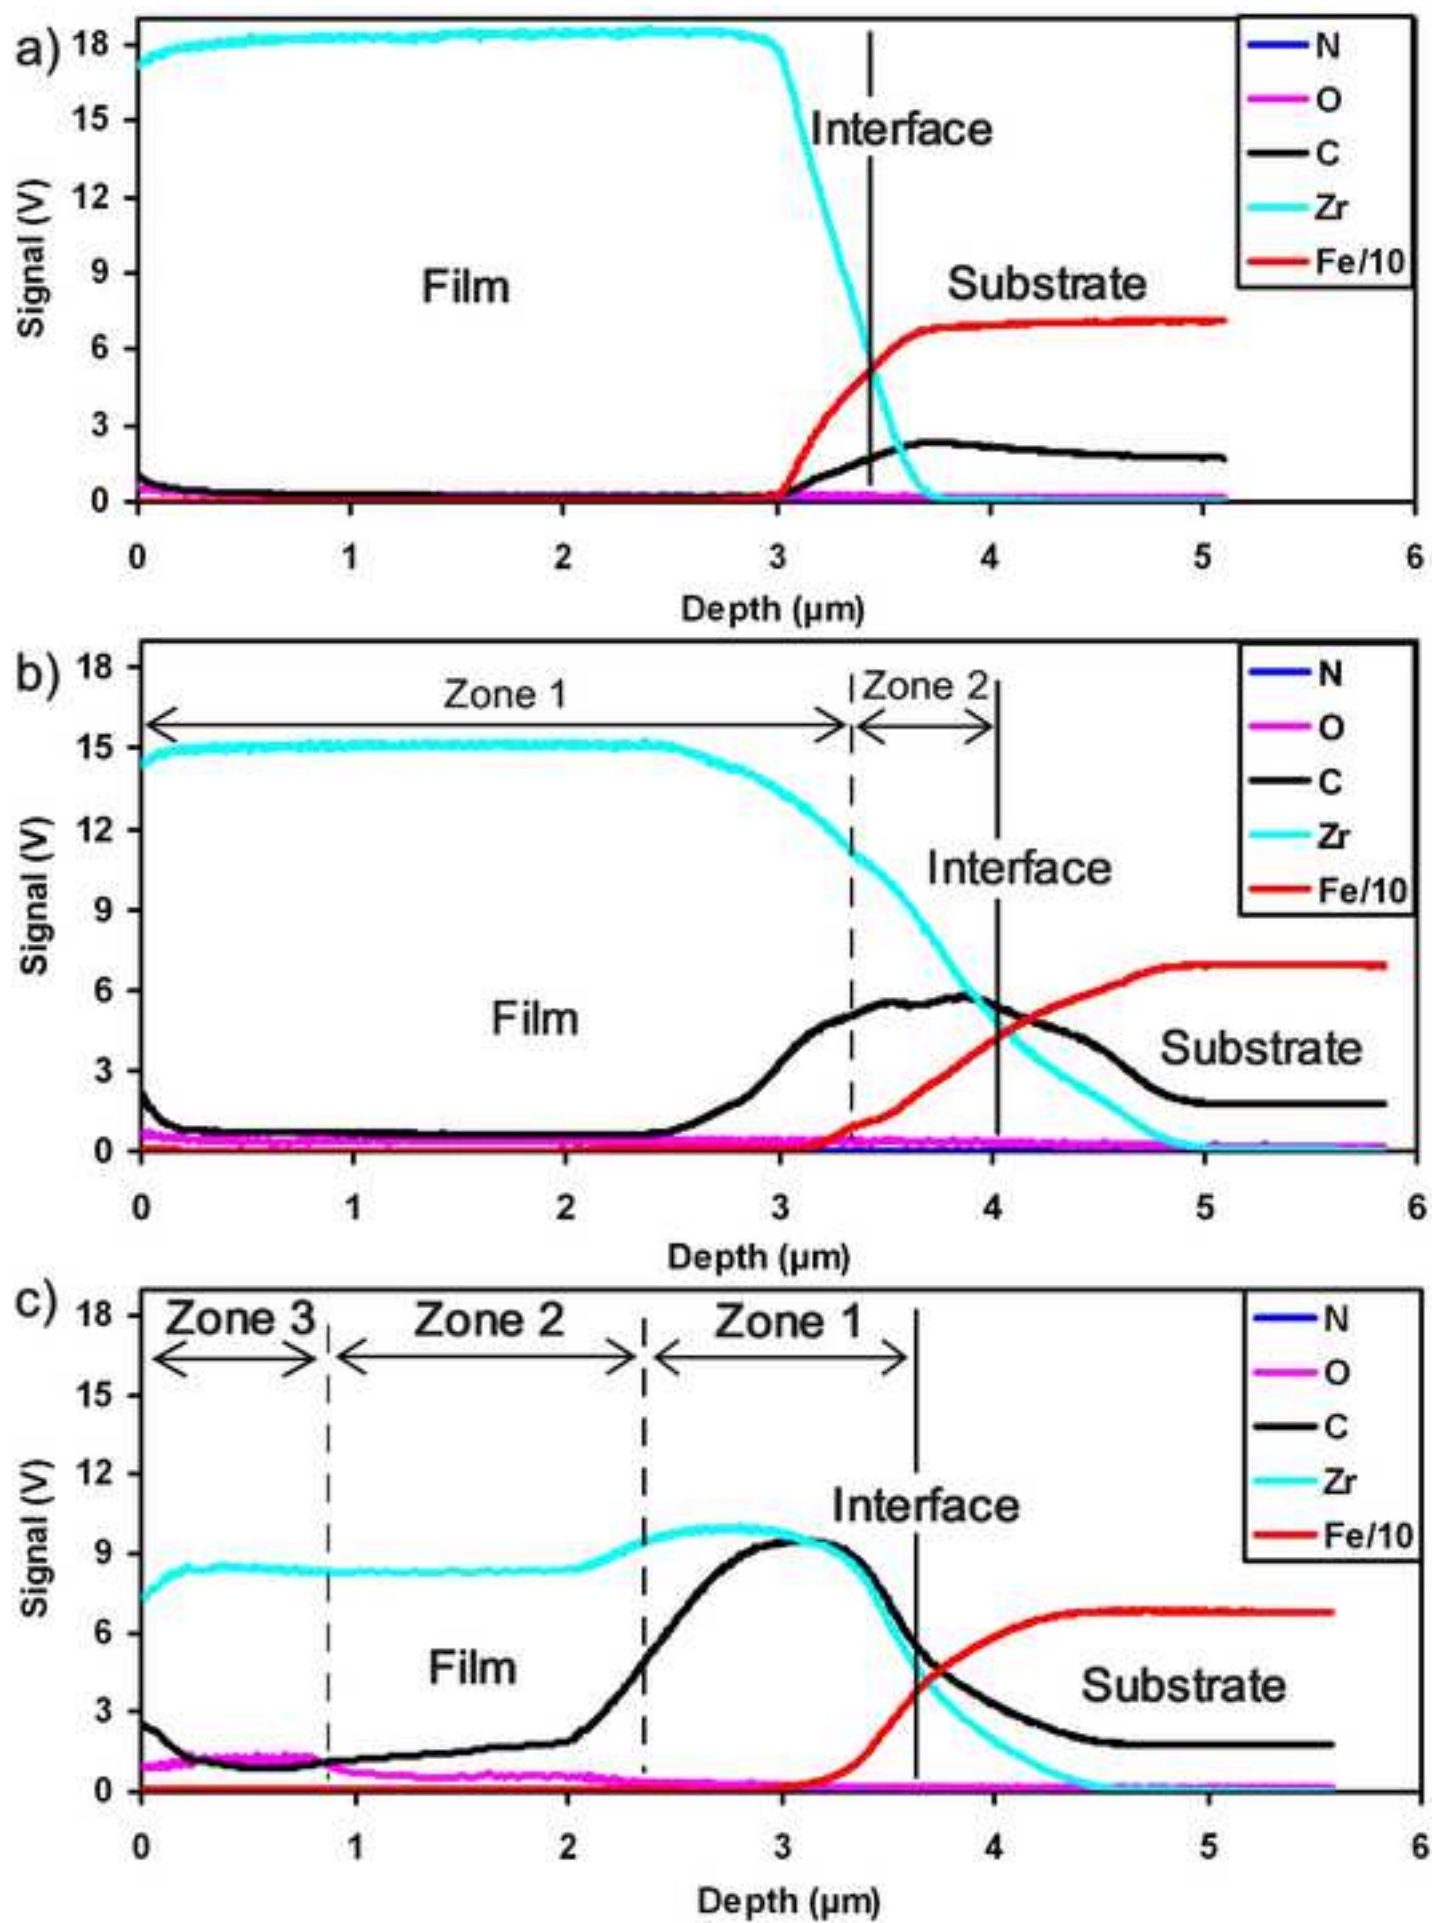 a)
18
15
12
9
6
3
0
Signal (V)
Film
Interface
Substrate
N
O
C
Zr
Fe/10
0 1 2 3 4 5 6
Depth (µm)
b)
18
15
12
9
6
3
0
Signal (V)
Zone 1
Zone 2
Film
Interface
Substrate
N
O
C
Zr
Fe/10
0 1 2 3 4 5 6
Depth (µm)
c)
18
15
12
9
6
3
0
Signal (V)
Zone 3
Zone 2
Zone 1
Film
Interface
Substrate
N
O
C
Zr
Fe/10
0 1 2 3 4 5 6
Depth (µm)